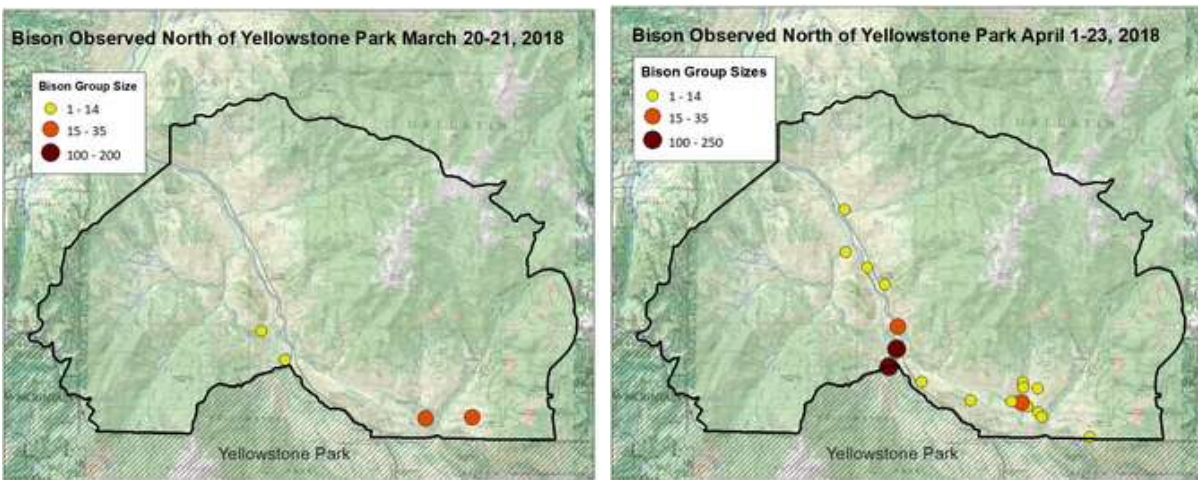 Bison Observed North of Yellowstone Park March 20-21, 2018
Bison Group Size
1 - 14
15 - 35
100 - 200
Yellowstone Park
Bison Observed North of Yellowstone Park April 1-23, 2018
Bison Group Sizes
1 - 14
15 - 35
100 - 250
Yellowstone Park